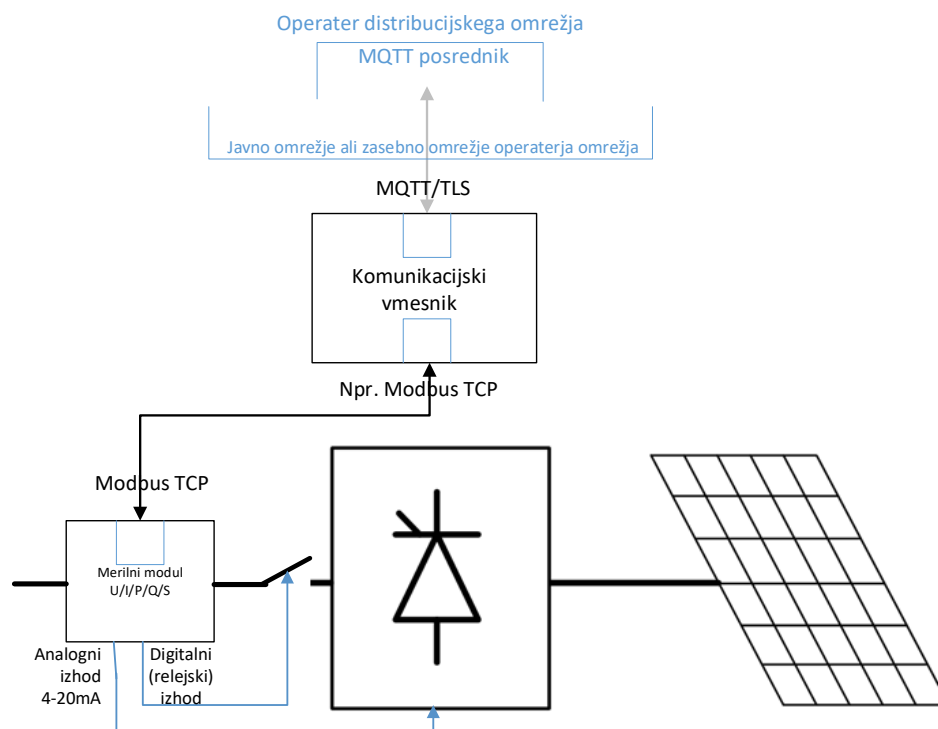 Operater distribucijskega omrežja
MQTT posrednik
Javno omrežje ali zasebno omrežje operaterja omrežja
MQTT/TLS
Komunikacijski
vmesnik
Npr. Modbus TCP
Modbus TCP
Merilni modul
U/I/P/Q/S
Analogni
izhod
4-20mA
Digitalni
(relejski)
izhod